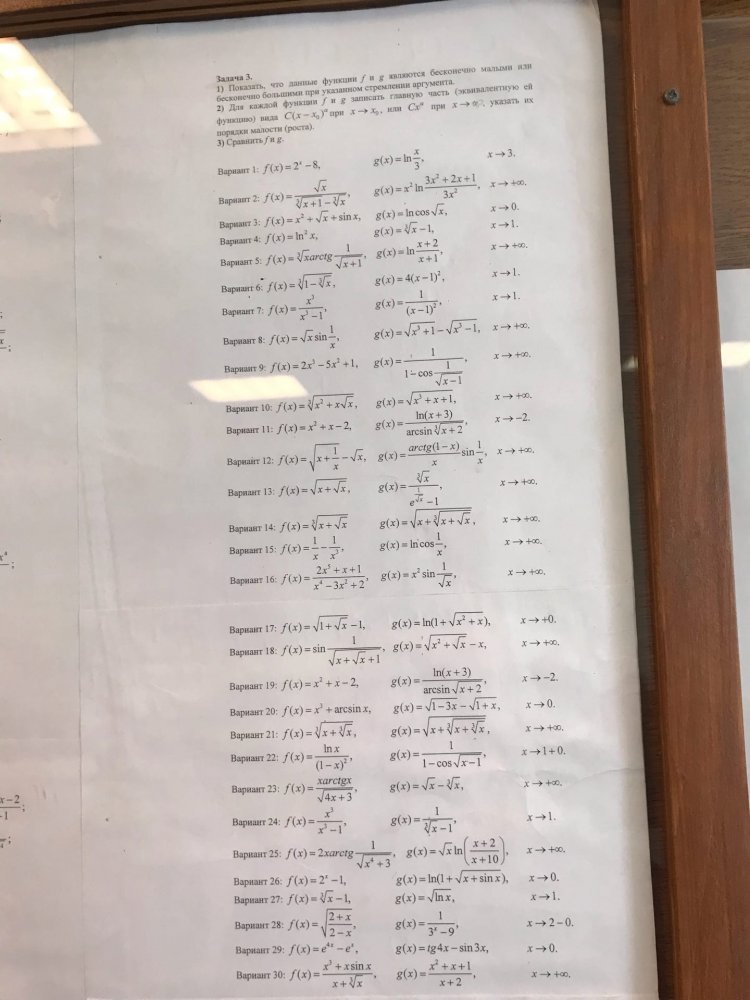 Задача 3.
1) Показать, что данные функции f и g являются бесконечно малыми или
бесконечно большими при указанном стремлении аргумента.
2) Для каждой функции f и g записать главную часть (эквивалентную ей
функцию) вида C(x − x₀)ⁿ при x → x₀, или Cxⁿ при x → ∞, указать их
порядки малости (роста).
3) Сравнить f и g.
Вариант 1: f(x) = 2ˣ − 8, g(x) = ln(x/3), x → 3.
Вариант 2: f(x) = √x/(∛(x+1) − ∛x), g(x) = x² ln((3x² + 2x + 1)/(3x²)), x → +∞.
Вариант 3: f(x) = x² + √x + sin x, g(x) = ln cos √x, x → 0.
Вариант 4: f(x) = ln² x, g(x) = ∛x − 1, x → 1.
Вариант 5: f(x) = ∛x arctg(1/√(x+1)), g(x) = ln((x+2)/(x+1)), x → +∞.
Вариант 6: f(x) = ∛(1 − ∛x), g(x) = 4(x − 1)², x → 1.
Вариант 7: f(x) = x³/(x³ − 1), g(x) = 1/(x − 1)², x → 1.
Вариант 8: f(x) = √x sin(1/x), g(x) = √(x³ + 1) − √(x³ − 1), x → +∞.
Вариант 9: f(x) = 2x³ − 5x² + 1, g(x) = 1/(1 − cos(1/√(x−1))), x → +∞.
Вариант 10: f(x) = ∛(x² + x√x), g(x) = √(x³ + x + 1), x → +∞.
Вариант 11: f(x) = x² + x − 2, g(x) = ln(x+3)/arcsin ∛(x+2), x → −2.
Вариант 12: f(x) = √(x + 1/x) − √x, g(x) = (arctg(1 − x)/x) sin(1/x), x → +∞.
Вариант 13: f(x) = √(x + √x), g(x) = ∛x/(e^(1/√x) − 1), x → +∞.
Вариант 14: f(x) = ∛(x + √x) g(x) = √(x + ∛(x + √x)), x → +∞.
Вариант 15: f(x) = 1/x − 1/x³, g(x) = ln cos(1/x), x → +∞.
Вариант 16: f(x) = (2x⁵ + x + 1)/(x⁴ − 3x² + 2), g(x) = x² sin(1/√x), x → +∞.
Вариант 17: f(x) = √(1 + √x) − 1, g(x) = ln(1 + √(x² + x)), x → +0.
Вариант 18: f(x) = sin(1/√(x + √x + 1)), g(x) = √(x² + √x) − x, x → +∞.
Вариант 19: f(x) = x² + x − 2, g(x) = ln(x+3)/arcsin √(x+2), x → −2.
Вариант 20: f(x) = x³ + arcsin x, g(x) = √(1 − 3x) − √(1 + x), x → 0.
Вариант 21: f(x) = ∛(x + ∛x), g(x) = √(x + ∛(x + ∛x)), x → +∞.
Вариант 22: f(x) = ln x/(1 − x)², g(x) = 1/(1 − cos √(x−1)), x → 1+0.
Вариант 23: f(x) = xarctgx/√(4x + 3), g(x) = √x − ∛x, x → +∞.
Вариант 24: f(x) = x³/(x³ − 1), g(x) = 1/(∛x − 1), x → 1.
Вариант 25: f(x) = 2xarctg(1/√(x⁴ + 3)), g(x) = √x ln((x+2)/(x+10)), x → +∞.
Вариант 26: f(x) = 2ˣ − 1, g(x) = ln(1 + √(x + sin x)), x → 0.
Вариант 27: f(x) = ∛x − 1, g(x) = √(ln x), x → 1.
Вариант 28: f(x) = √((2 + x)/(2 − x)), g(x) = 1/(3ˣ − 9), x → 2−0.
Вариант 29: f(x) = e⁴ˣ − eˣ, g(x) = tg4x − sin3x, x → 0.
Вариант 30: f(x) = (x³ + x sin x)/(x + ∛x), g(x) = (x² + x + 1)/(x + 2), x → +∞.